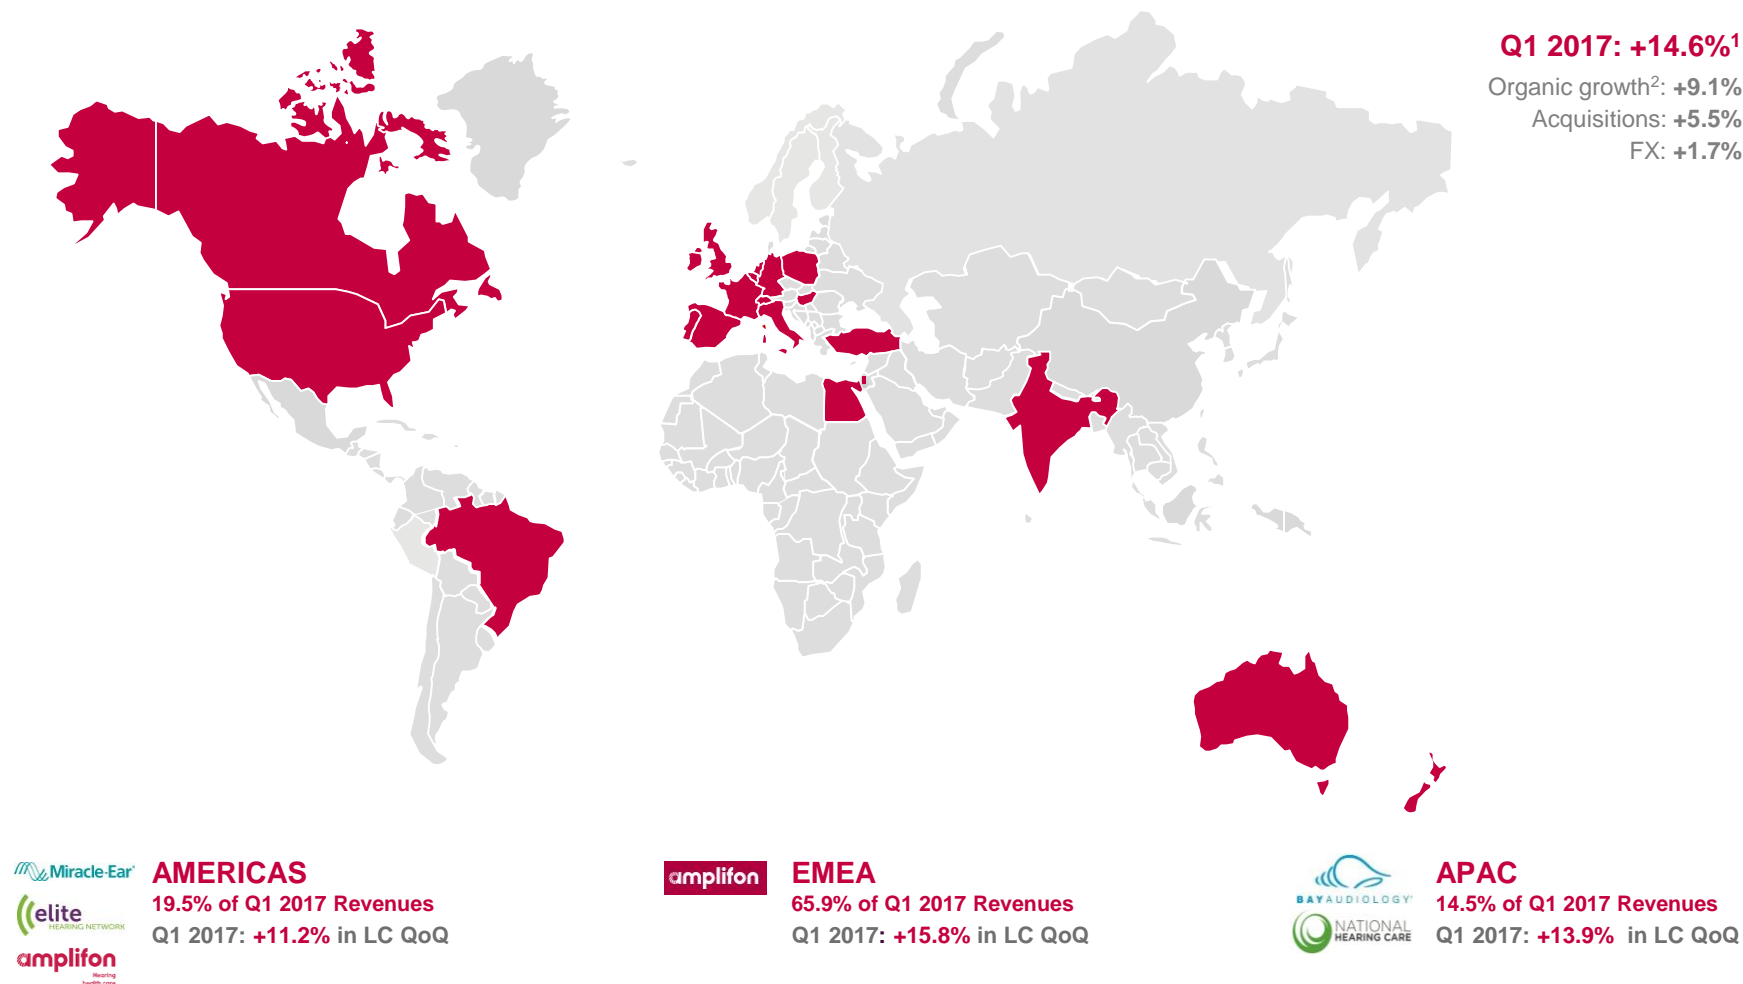 Q1 2017: +14.6%¹
Organic growth²: +9.1%
Acquisitions: +5.5%
FX: +1.7%
Miracle-Ear®
elite
HEARING NETWORK
amplifon
Hearing
health care
AMERICAS
19.5% of Q1 2017 Revenues
Q1 2017: +11.2% in LC QoQ
amplifon
EMEA
65.9% of Q1 2017 Revenues
Q1 2017: +15.8% in LC QoQ
BAYAUDIOLOGY
NATIONAL
HEARING CARE
APAC
14.5% of Q1 2017 Revenues
Q1 2017: +13.9% in LC QoQ